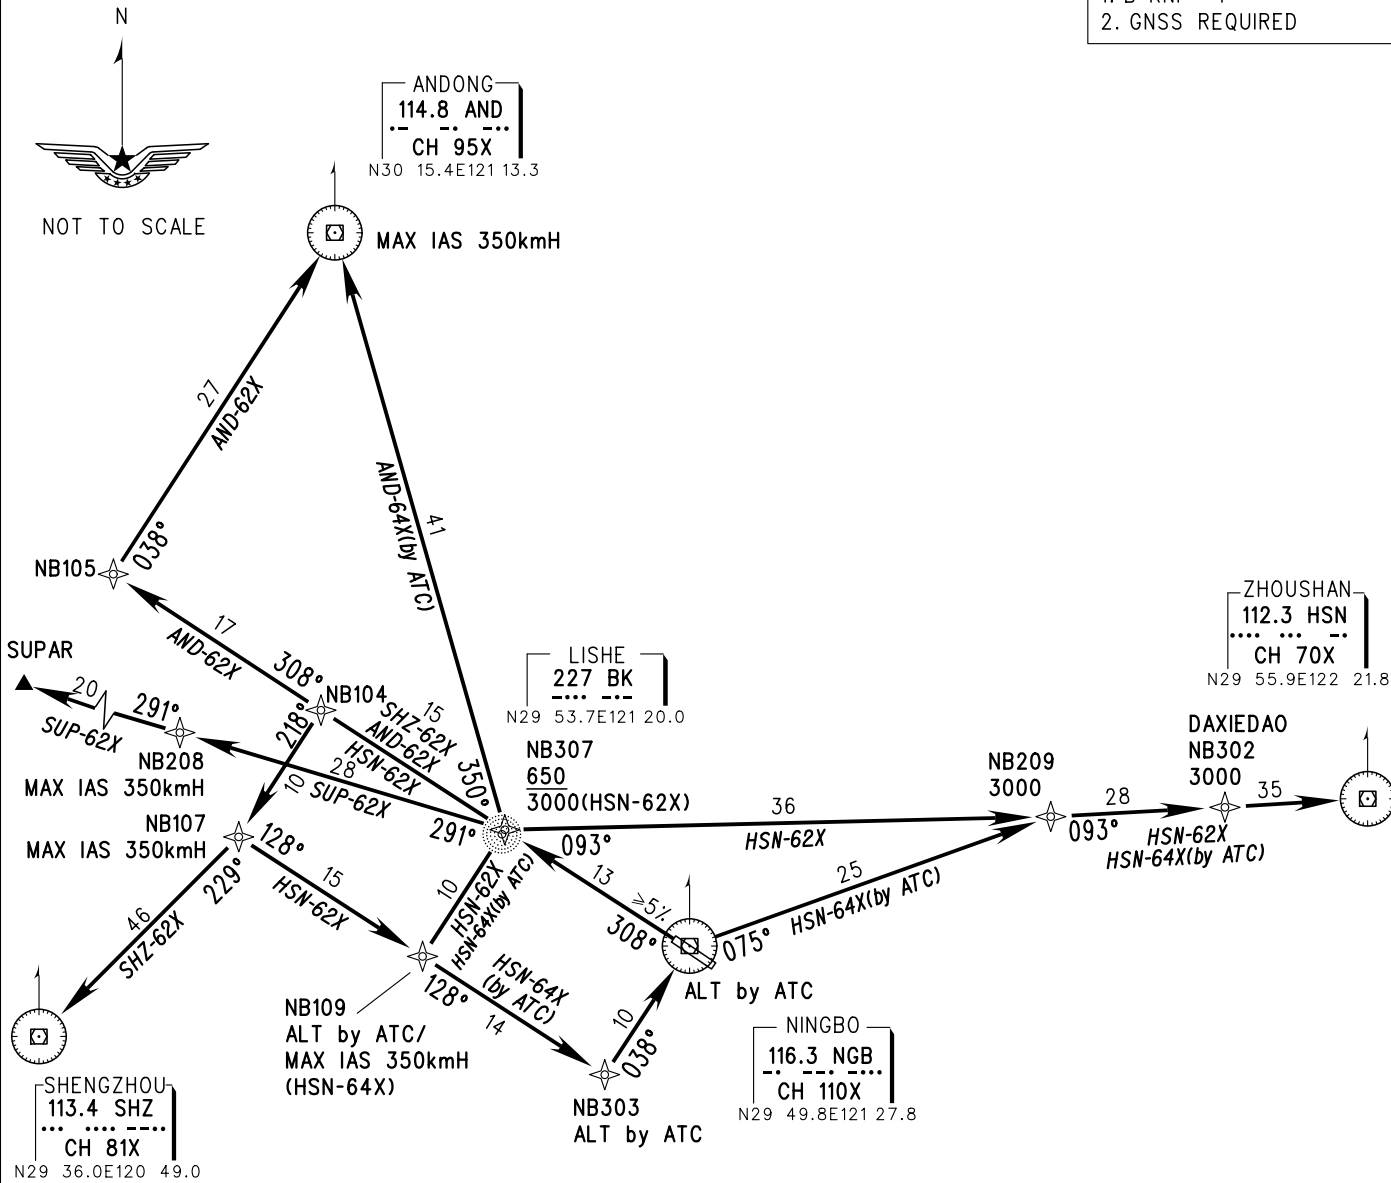 N
2. GNSS REQUIRED
ANDONG
114.8 AND
CH 95X
N30 15.4E121 13.3
NOT TO SCALE
MAX IAS 350kmH
27
AND-62X
AND-64X(by ATC)
41
038°
NB105
17
AND-62X
308°
SUPAR
20
291°
SUP-62X
NB208
MAX IAS 350kmH
NB104
218°
10
15
SHZ-62X
AND-62X
HSN-62X
28
SUP-62X
350°
291°
LISHE
227 BK
N29 53.7E121 20.0
NB307
650
3000(HSN-62X)
ZHOUSHAN
112.3 HSN
CH 70X
N29 55.9E122 21.8
DAXIEDAO
NB302
3000
NB209
3000
36
HSN-62X
093°
28
093°
HSN-62X
HSN-64X(by ATC)
35
NB107
MAX IAS 350kmH
128°
229°
15
HSN-62X
46
SHZ-62X
10
HSN-62X
HSN-64X(by ATC)
13
≥5%
308°
25
HSN-64X(by ATC)
075°
ALT by ATC
NB109
ALT by ATC/
MAX IAS 350kmH
(HSN-64X)
128°
HSN-64X
(by ATC)
14
10
038°
NB303
ALT by ATC
NINGBO
116.3 NGB
CH 110X
N29 49.8E121 27.8
SHENGZHOU
113.4 SHZ
CH 81X
N29 36.0E120 49.0